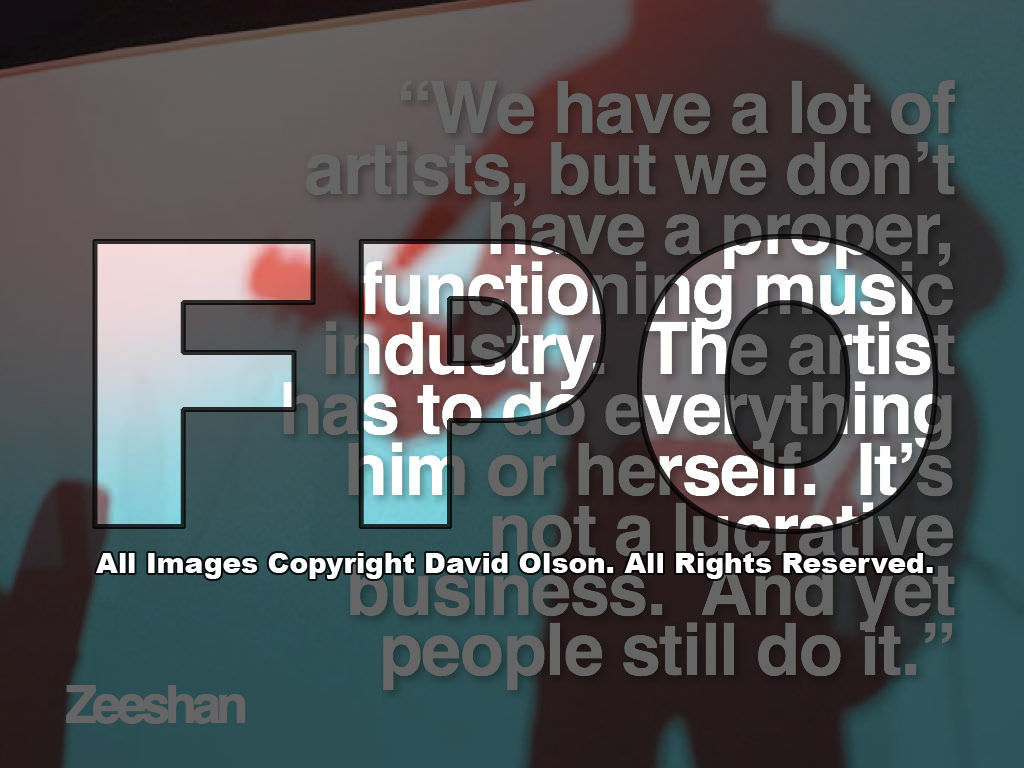 “We have a lot of
artists, but we don’t
have a proper,
functioning music
industry.  The artist
has to do everything
him or herself.  It’s
not a lucrative
business.  And yet
people still do it.”
FPO
All Images Copyright David Olson. All Rights Reserved.
Zeeshan